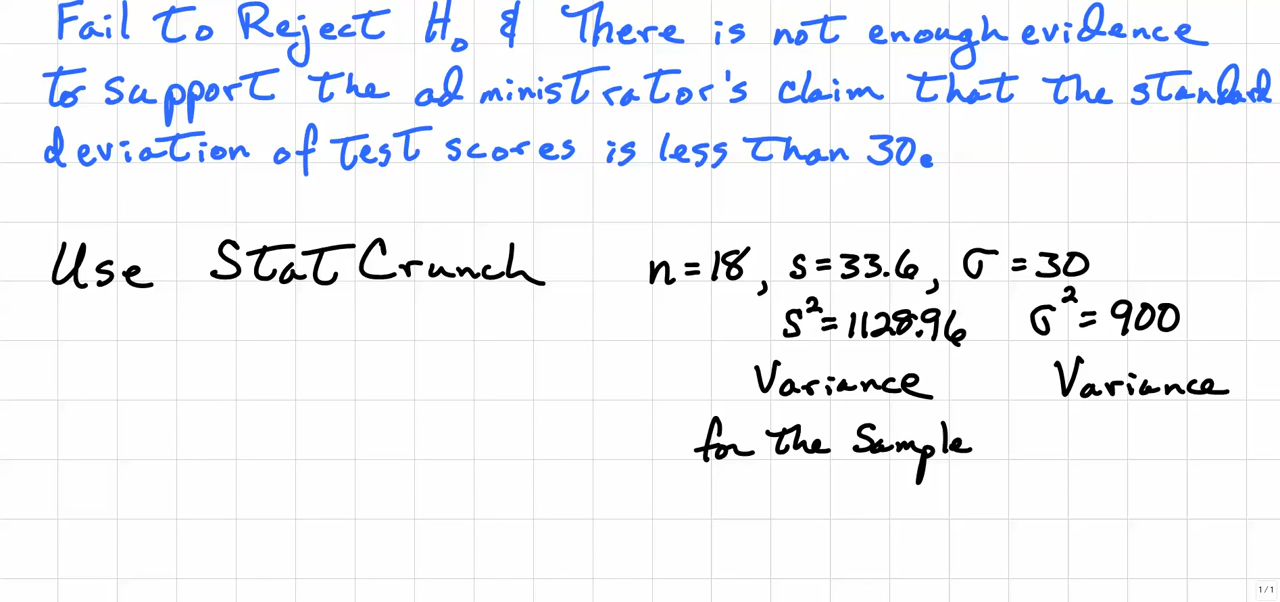 Fail to Reject H₀ & There is not enough evidence
to support the administrator's claim that the standard
deviation of test scores is less than 30.
Use StatCrunch n = 18, s = 33.6, σ = 30
s² = 1128.96 σ² = 900
Variance Variance
for the Sample
1/1